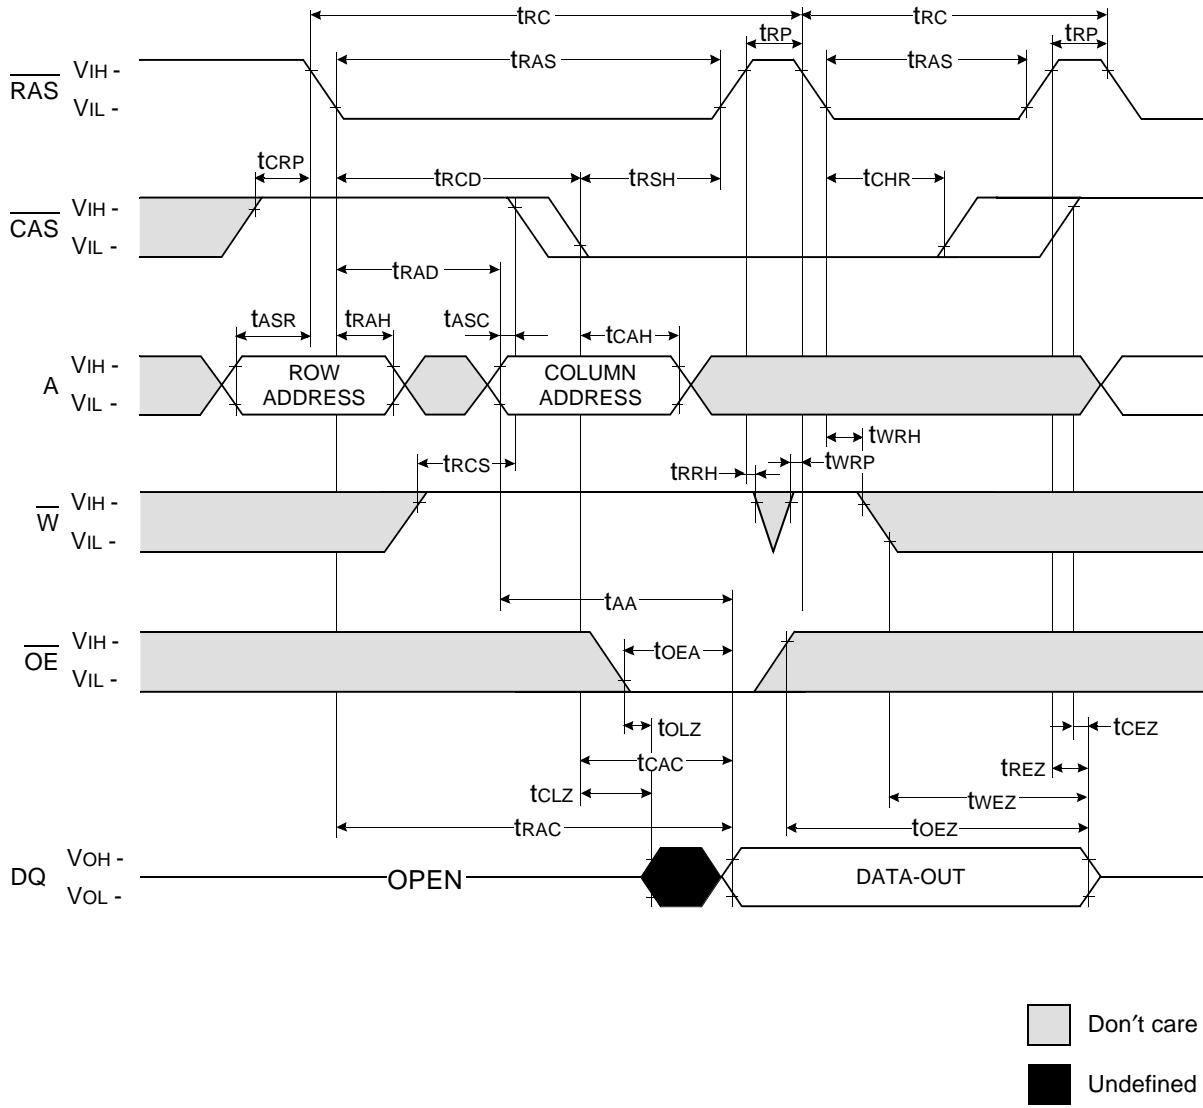 tRC tRC
tRP tRP
tRAS tRAS
RAS VIH -
VIL -
tCRP tRCD tRSH tCHR
CAS VIH -
VIL -
tRAD
tASR tRAH tASC tCAH
A VIH -
VIL -
ROW
ADDRESS
COLUMN
ADDRESS
tWRH
tRCS tRRH tWRP
W VIH -
VIL -
tAA
OE VIH -
VIL -
tOEA
tOLZ tCEZ
tCAC tREZ
tCLZ tWEZ
tRAC tOEZ
DQ VOH -
VOL -
OPEN DATA-OUT
Don't care
Undefined